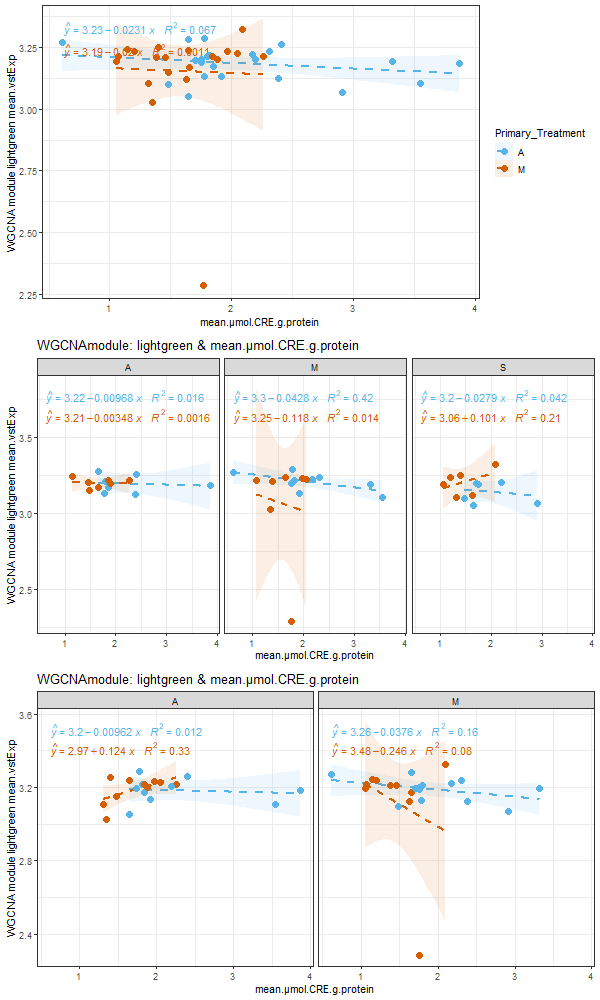 ŷ = 3.23 − 0.0231 x   R² = 0.067
ŷ = 3.19 − 0.02 x   R² = 0.0011
3.25
3.00
2.75
2.50
2.25
1 2 3 4
mean.µmol.CRE.g.protein
WGCNA module lightgreen mean.vstExp
Primary_Treatment
A
M
WGCNAmodule: lightgreen & mean.µmol.CRE.g.protein
A M S
ŷ = 3.22 − 0.00968 x   R² = 0.016
ŷ = 3.21 − 0.00348 x   R² = 0.0016
ŷ = 3.3 − 0.0428 x   R² = 0.42
ŷ = 3.25 − 0.118 x   R² = 0.014
ŷ = 3.2 − 0.0279 x   R² = 0.042
ŷ = 3.06 + 0.101 x   R² = 0.21
3.5
3.0
2.5
1 2 3 4 1 2 3 4 1 2 3 4
mean.µmol.CRE.g.protein
WGCNA module lightgreen mean.vstExp
WGCNAmodule: lightgreen & mean.µmol.CRE.g.protein
A M
ŷ = 3.2 − 0.00962 x   R² = 0.012
ŷ = 2.97 + 0.124 x   R² = 0.33
ŷ = 3.26 − 0.0376 x   R² = 0.16
ŷ = 3.48 − 0.246 x   R² = 0.08
3.6
3.2
2.8
2.4
1 2 3 4 1 2 3 4
mean.µmol.CRE.g.protein
WGCNA module lightgreen mean.vstExp